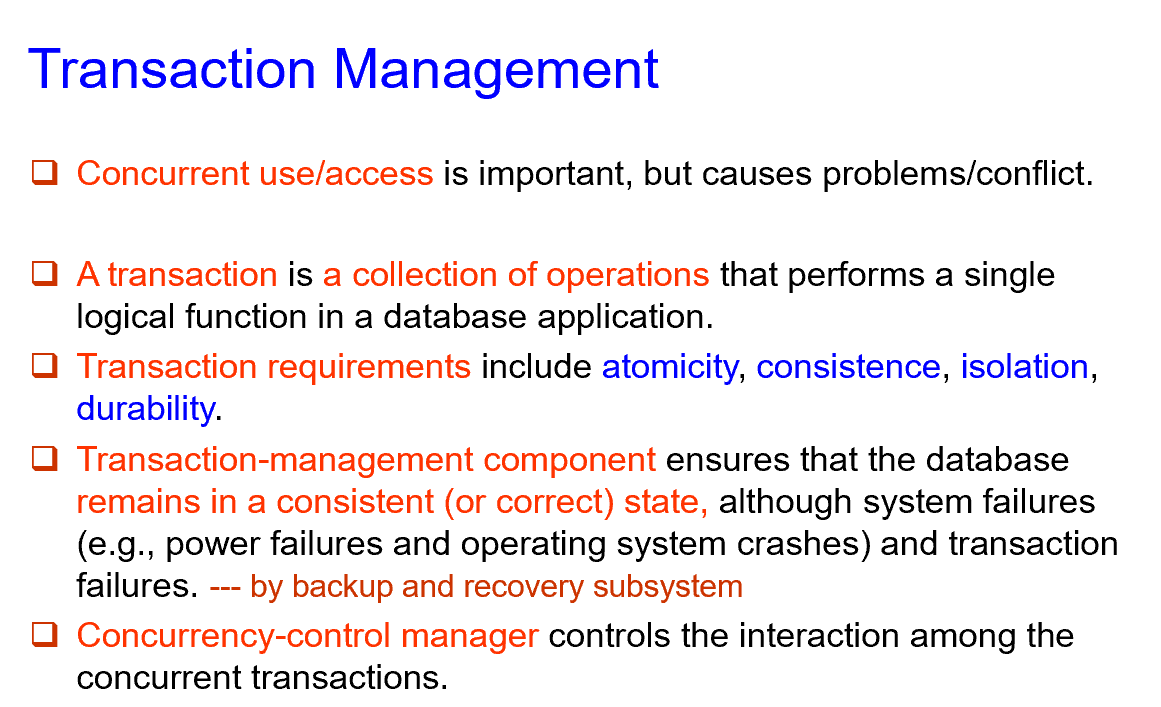 Transaction Management
❑ Concurrent use/access is important, but causes problems/conflict.
❑ A transaction is a collection of operations that performs a single
logical function in a database application.
❑ Transaction requirements include atomicity, consistence, isolation,
durability.
❑ Transaction-management component ensures that the database
remains in a consistent (or correct) state, although system failures
(e.g., power failures and operating system crashes) and transaction
failures. --- by backup and recovery subsystem
❑ Concurrency-control manager controls the interaction among the
concurrent transactions.